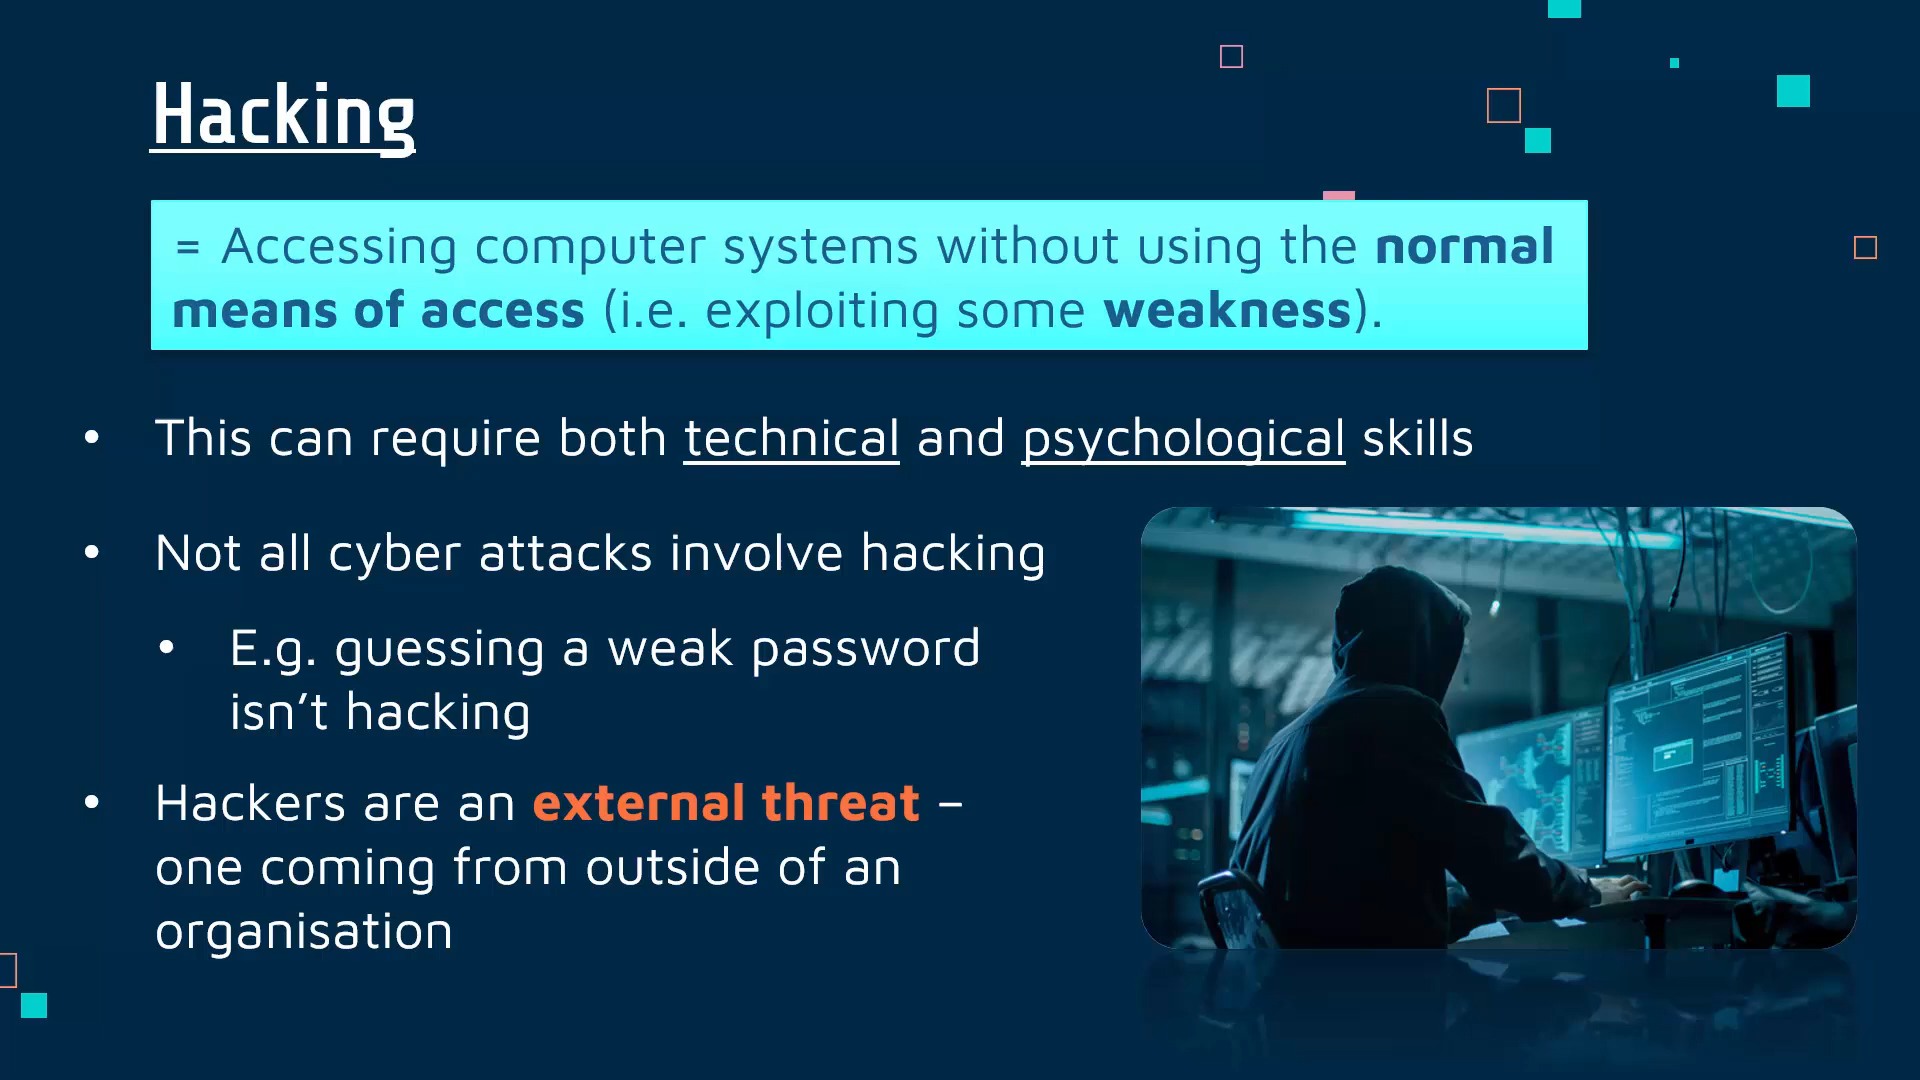 Hacking
= Accessing computer systems without using the normal
means of access (i.e. exploiting some weakness).
• This can require both technical and psychological skills
• Not all cyber attacks involve hacking
• E.g. guessing a weak password
isn’t hacking
• Hackers are an external threat –
one coming from outside of an
organisation